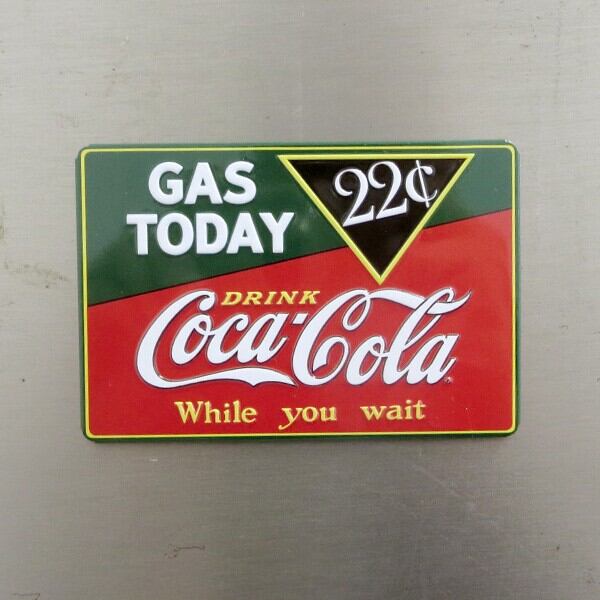 GAS
TODAY
22¢
DRINK
Coca-Cola
While you wait